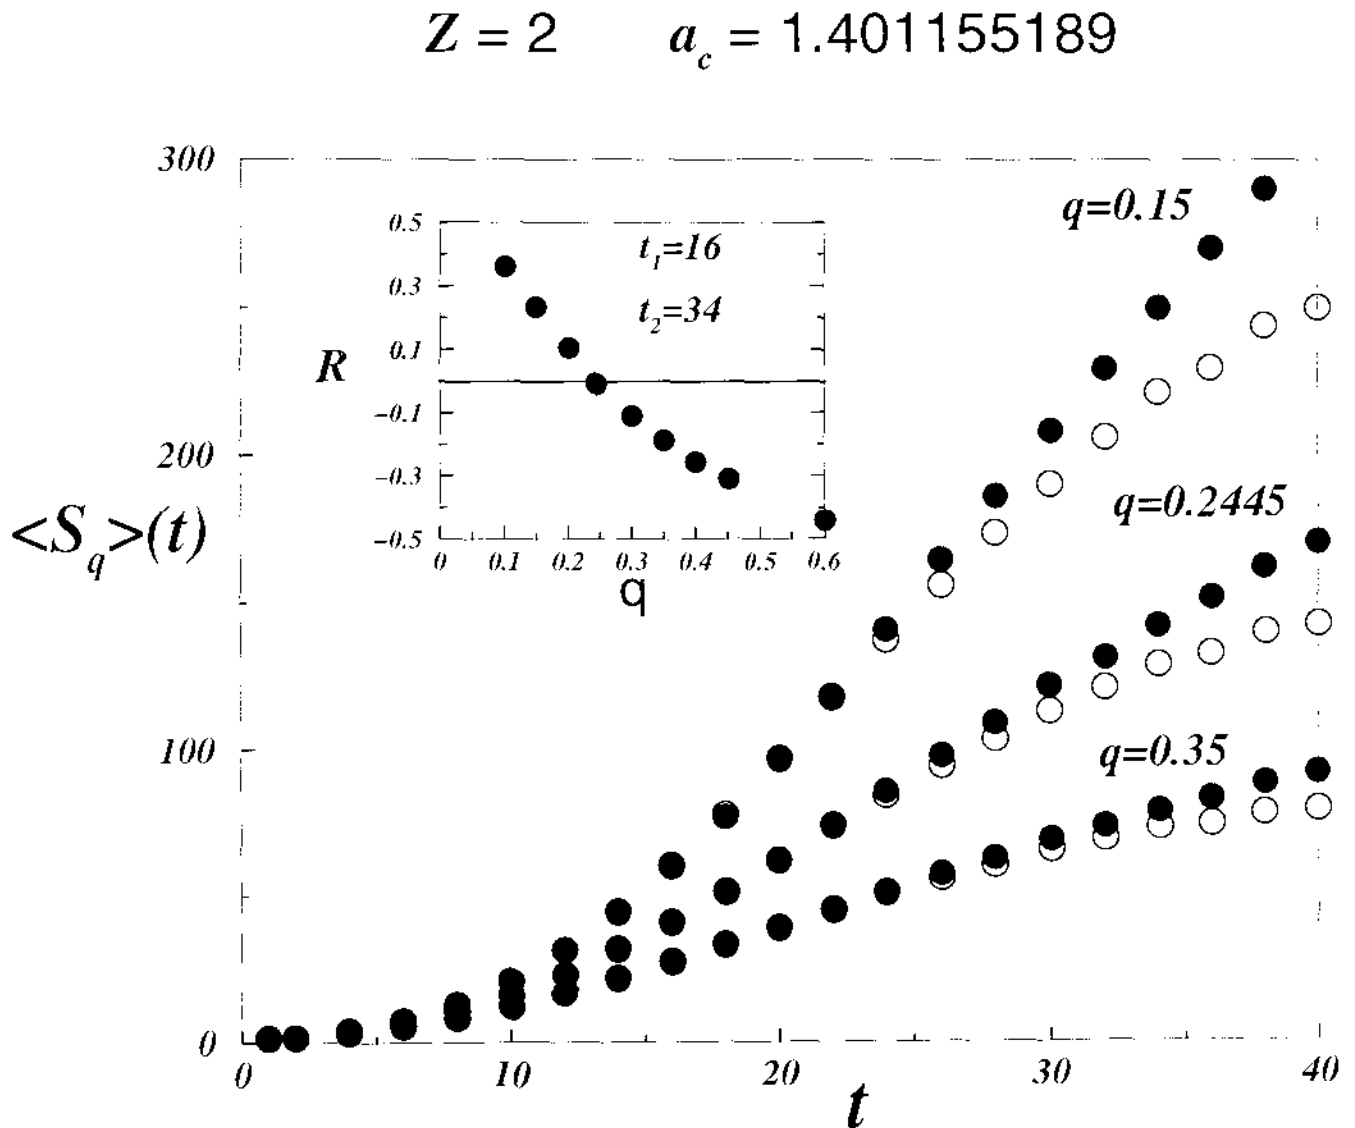 Z = 2 a_c = 1.401155189
300
q=0.15
0.5
t_1=16
0.3
t_2=34
0.1
R
-0.1
200
-0.3
q=0.2445
<S_q>(t)
-0.5
0 0.1 0.2 0.3 0.4 0.5 0.6
q
100
q=0.35
0
0 10 20 30 40
t